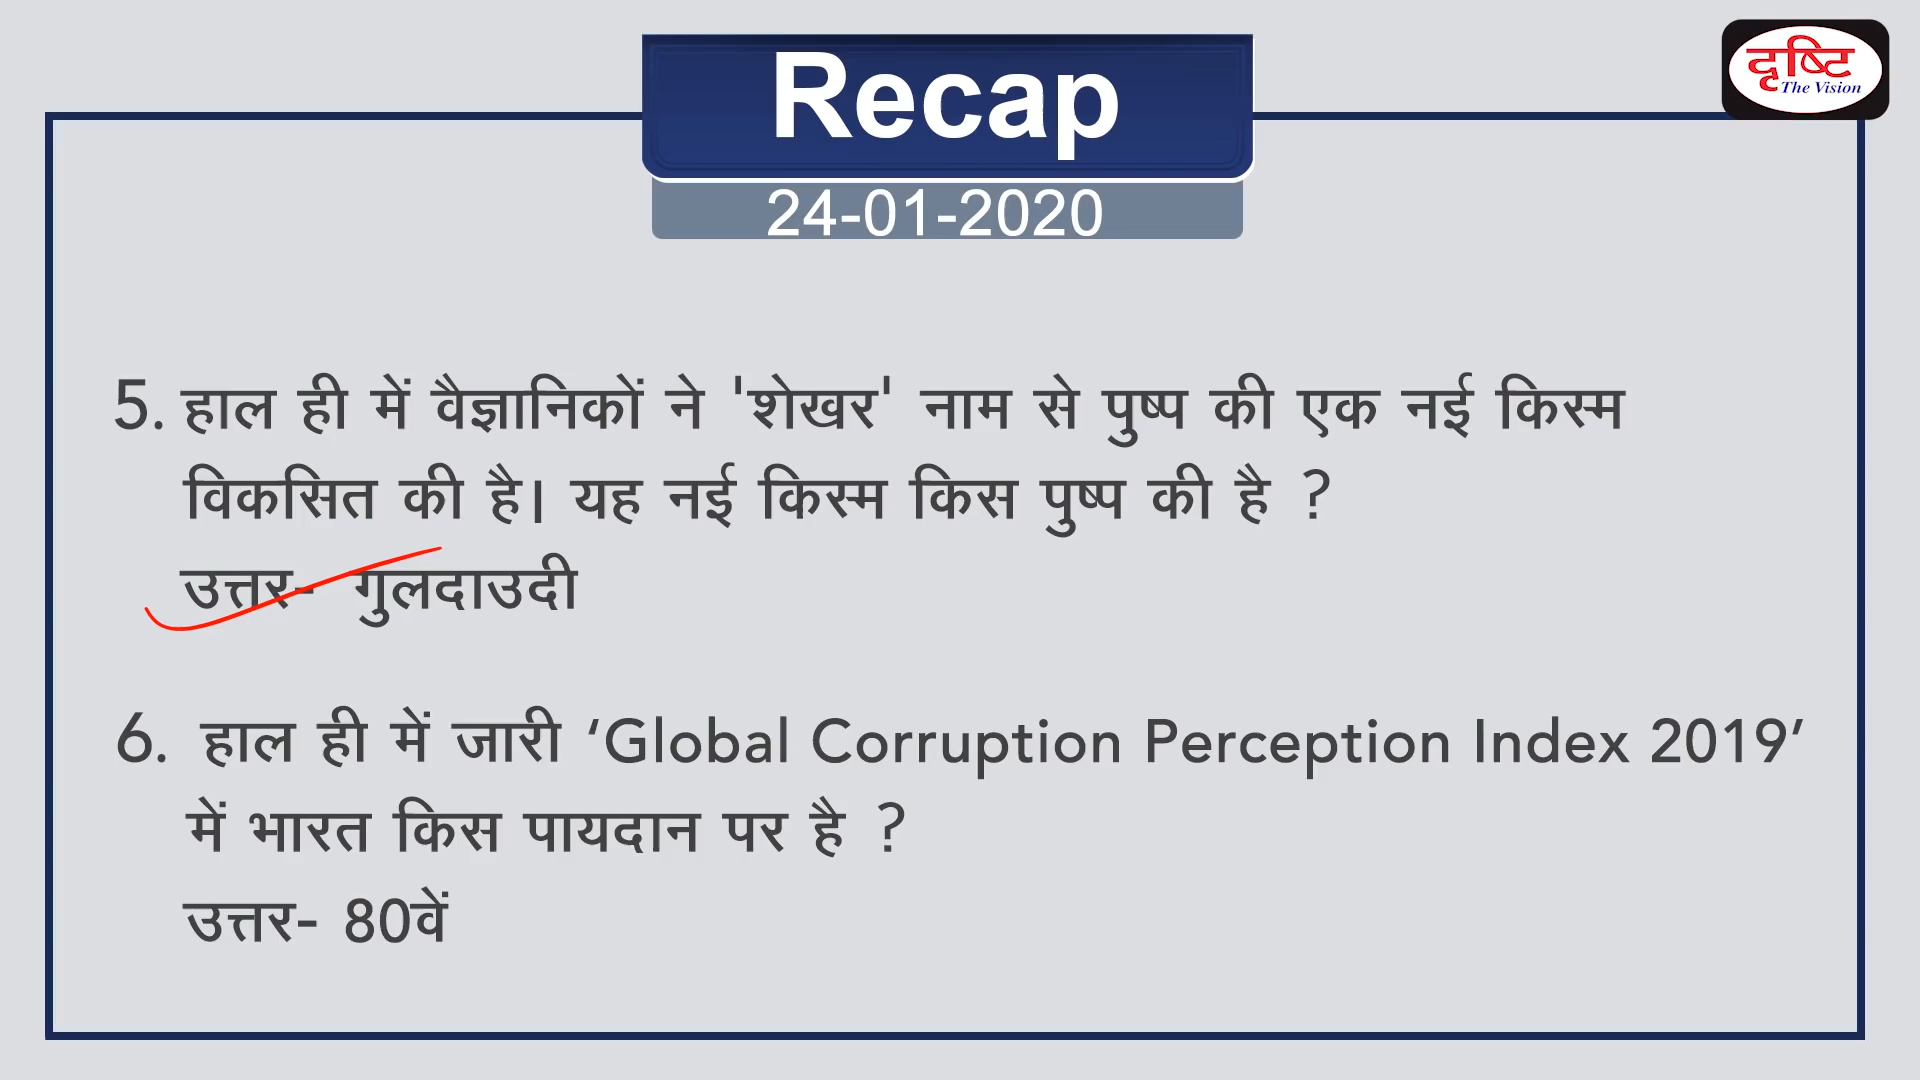 Recap
दृष्टि
The Vision
24-01-2020
5. हाल ही में वैज्ञानिकों ने 'शेखर' नाम से पुष्प की एक नई किस्म
विकसित की है। यह नई किस्म किस पुष्प की है ?
उत्तर- गुलदाउदी
6. हाल ही में जारी ‘Global Corruption Perception Index 2019’
में भारत किस पायदान पर है ?
उत्तर- 80वें